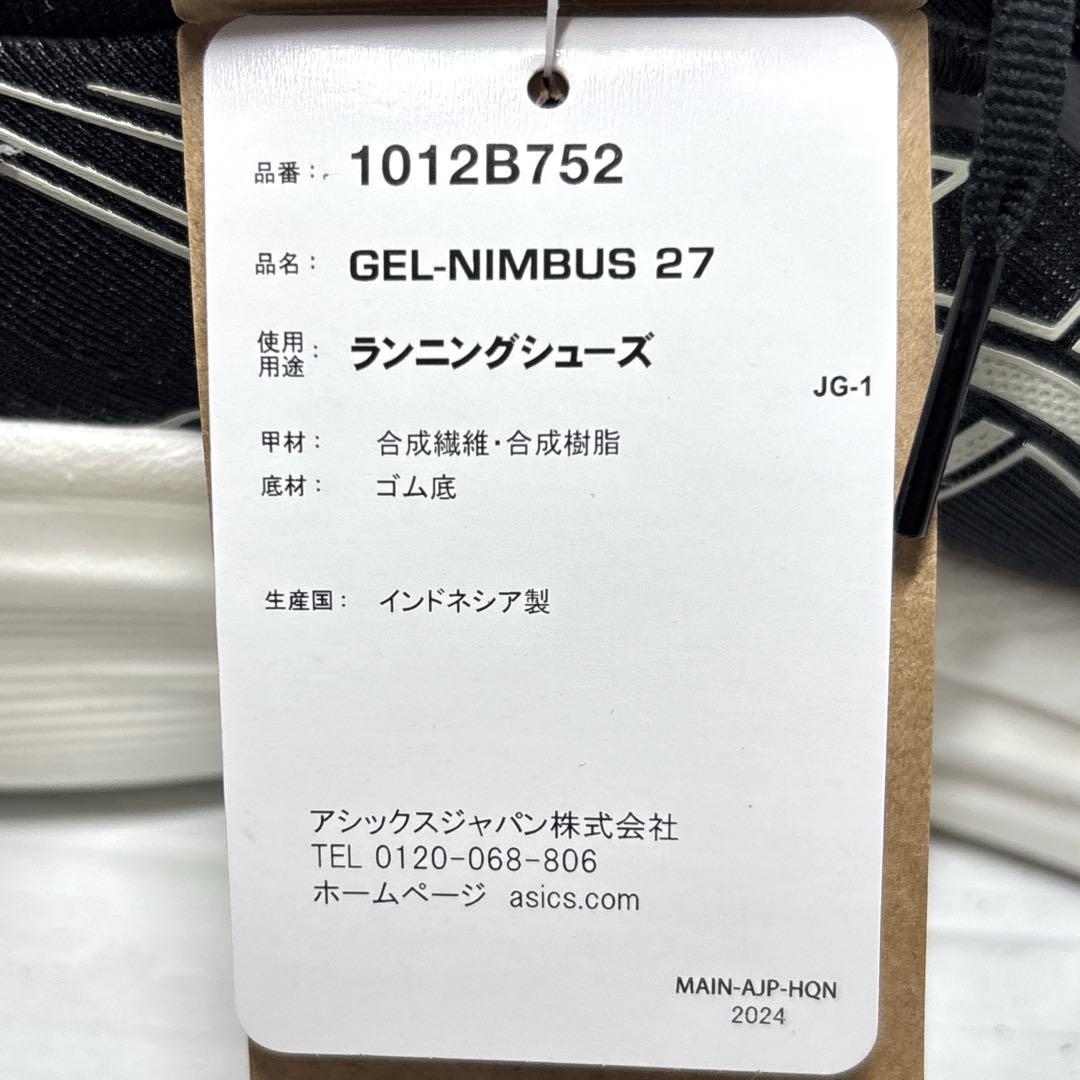 品番： 1012B752
品名： GEL-NIMBUS 27
使用用途： ランニングシューズ
JG-1
甲材： 合成繊維・合成樹脂
底材： ゴム底
生産国： インドネシア製
アシックスジャパン株式会社
TEL 0120-068-806
ホームページ asics.com
MAIN-AJP-HQN
2024